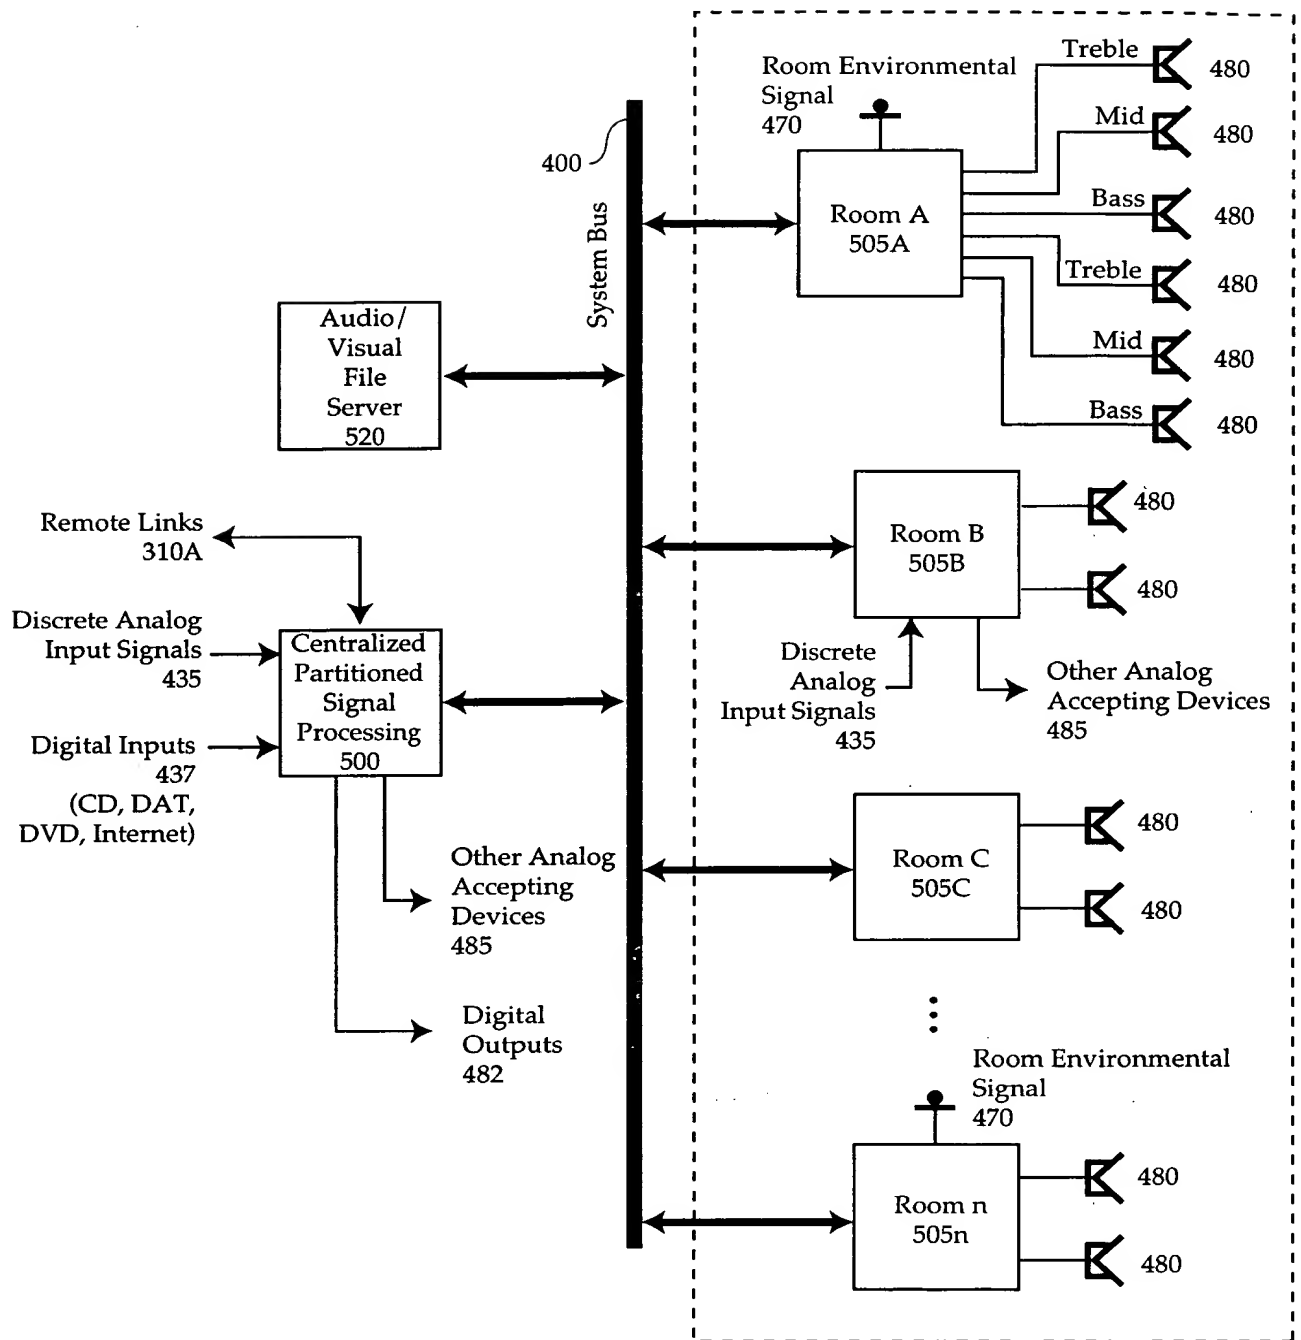 Treble
480
Room Environmental
Signal
470
Mid
480
400
Room A
505A
Bass
480
System Bus
Treble
480
Audio/
Visual
File
Server
520
Mid
480
Bass
480
Remote Links
310A
Room B
505B
480
480
Discrete Analog
Input Signals
435
Centralized
Partitioned
Signal
Processing
500
Discrete
Analog
Input Signals
435
Other Analog
Accepting Devices
485
Digital Inputs
437
(CD, DAT,
DVD, Internet)
Other Analog
Accepting
Devices
485
Room C
505C
480
480
Digital
Outputs
482
Room Environmental
Signal
470
Room n
505n
480
480